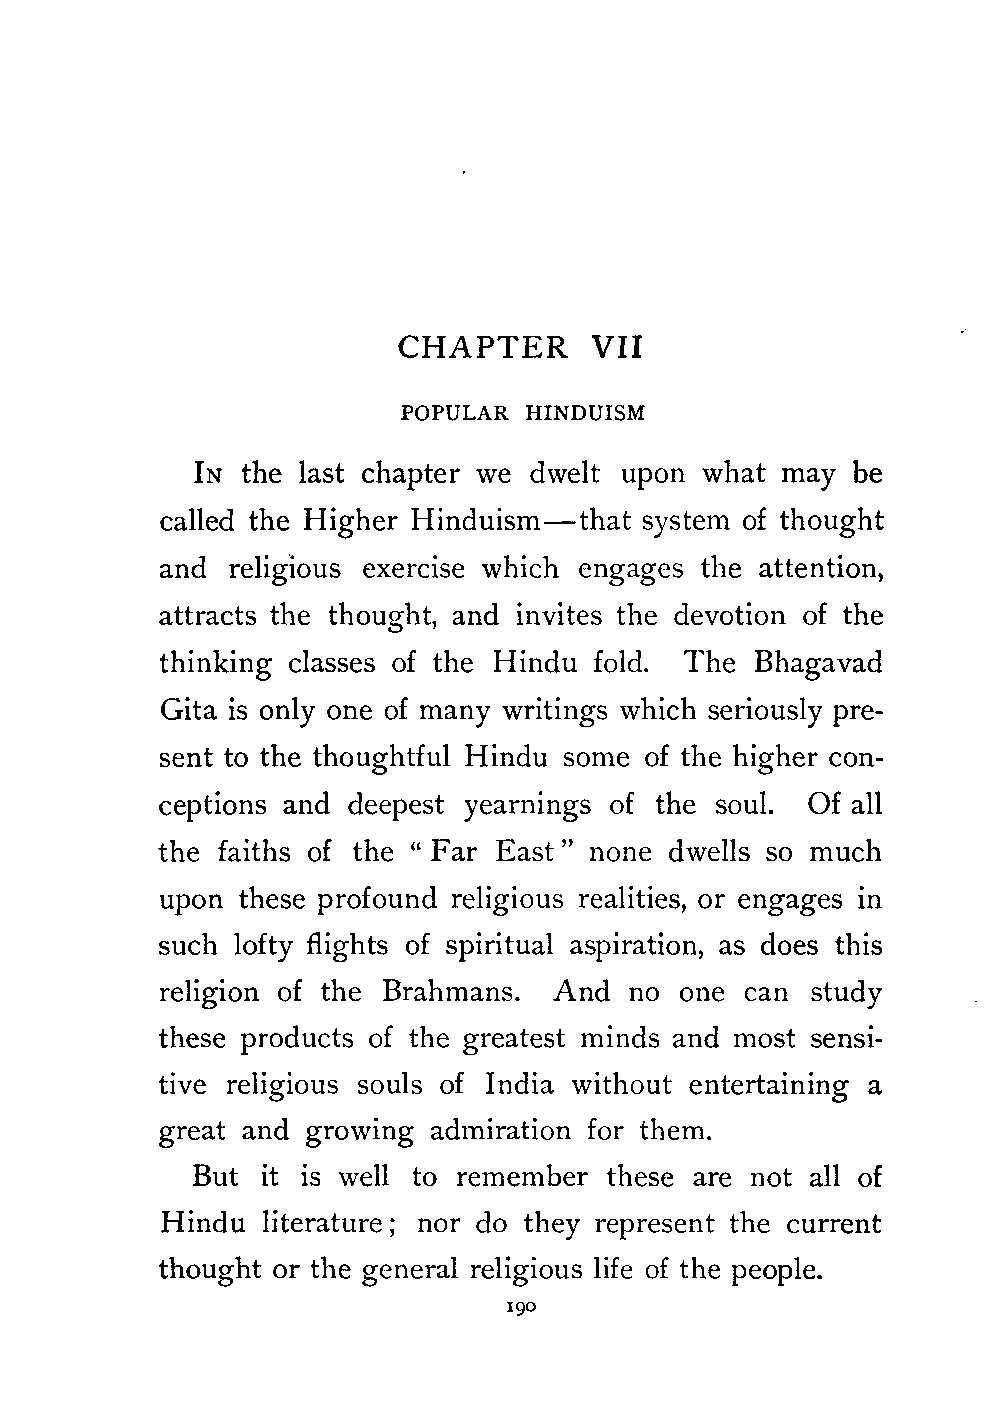 CHAPTER VII
POPULAR HINDUISM
IN the last chapter we dwelt upon what may be
called the Higher Hinduism—that system of thought
and religious exercise which engages the attention,
attracts the thought, and invites the devotion of the
thinking classes of the Hindu fold. The Bhagavad
Gita is only one of many writings which seriously pre-
sent to the thoughtful Hindu some of the higher con-
ceptions and deepest yearnings of the soul. Of all
the faiths of the “ Far East ” none dwells so much
upon these profound religious realities, or engages in
such lofty flights of spiritual aspiration, as does this
religion of the Brahmans. And no one can study
these products of the greatest minds and most sensi-
tive religious souls of India without entertaining a
great and growing admiration for them.
But it is well to remember these are not all of
Hindu literature; nor do they represent the current
thought or the general religious life of the people.
190